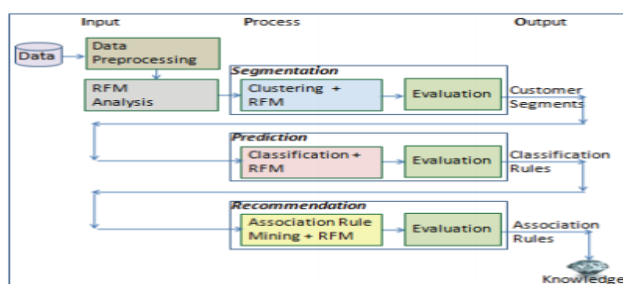 Input Process Output
Data
Data
Preprocessing
RFM
Analysis
Segmentation
Clustering +
RFM
Evaluation
Customer
Segments
Prediction
Classification +
RFM
Evaluation
Classification
Rules
Recommendation
Association Rule
Mining + RFM
Evaluation
Association
Rules
Knowledge